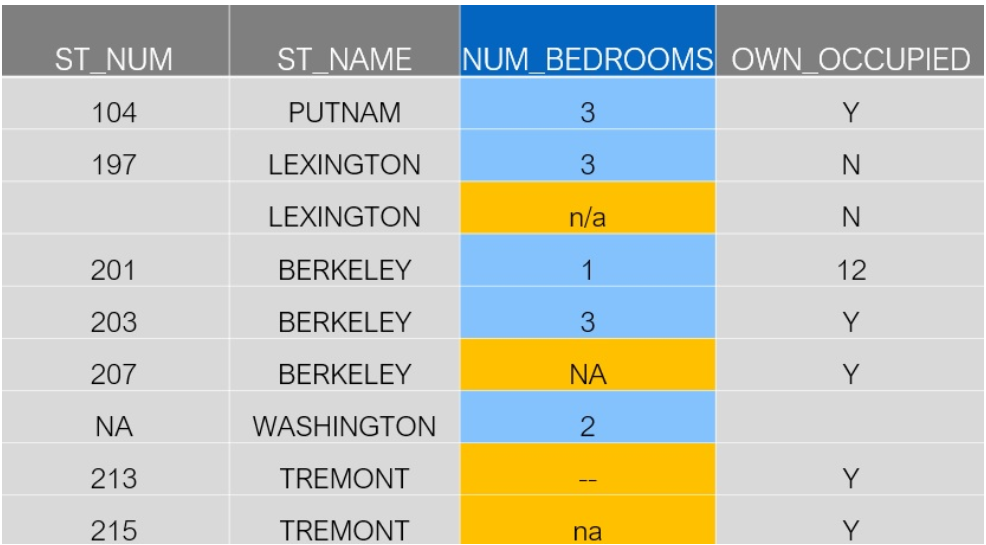 ST_NUM ST_NAME NUM_BEDROOMS OWN_OCCUPIED
104 PUTNAM 3 Y
197 LEXINGTON 3 N
LEXINGTON n/a N
201 BERKELEY 1 12
203 BERKELEY 3 Y
207 BERKELEY NA Y
NA WASHINGTON 2
213 TREMONT -- Y
215 TREMONT na Y